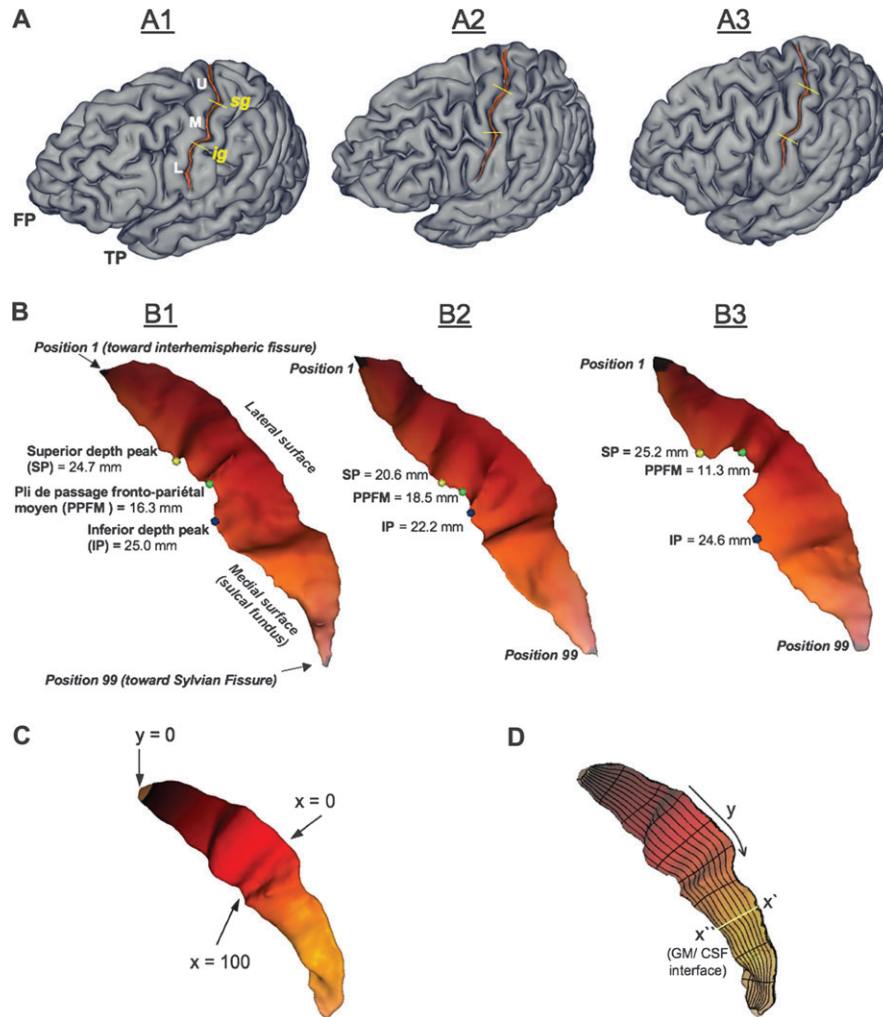 A
A1
A2
A3
U
sg
M
ig
L
FP
TP
B
B1
B2
B3
Position 1 (toward interhemispheric fissure)
Lateral surface
Superior depth peak
(SP) = 24.7 mm
Pli de passage fronto-pariétal
moyen (PPFM ) = 16.3 mm
Inferior depth peak
(IP) = 25.0 mm
Medial surface
(sulcal fundus)
Position 99 (toward Sylvian Fissure)
Position 1
SP = 20.6 mm
PPFM = 18.5 mm
IP = 22.2 mm
Position 99
Position 1
SP = 25.2 mm
PPFM = 11.3 mm
IP = 24.6 mm
Position 99
C
y = 0
x = 0
x = 100
D
y
x`
x``
(GM/ CSF
interface)